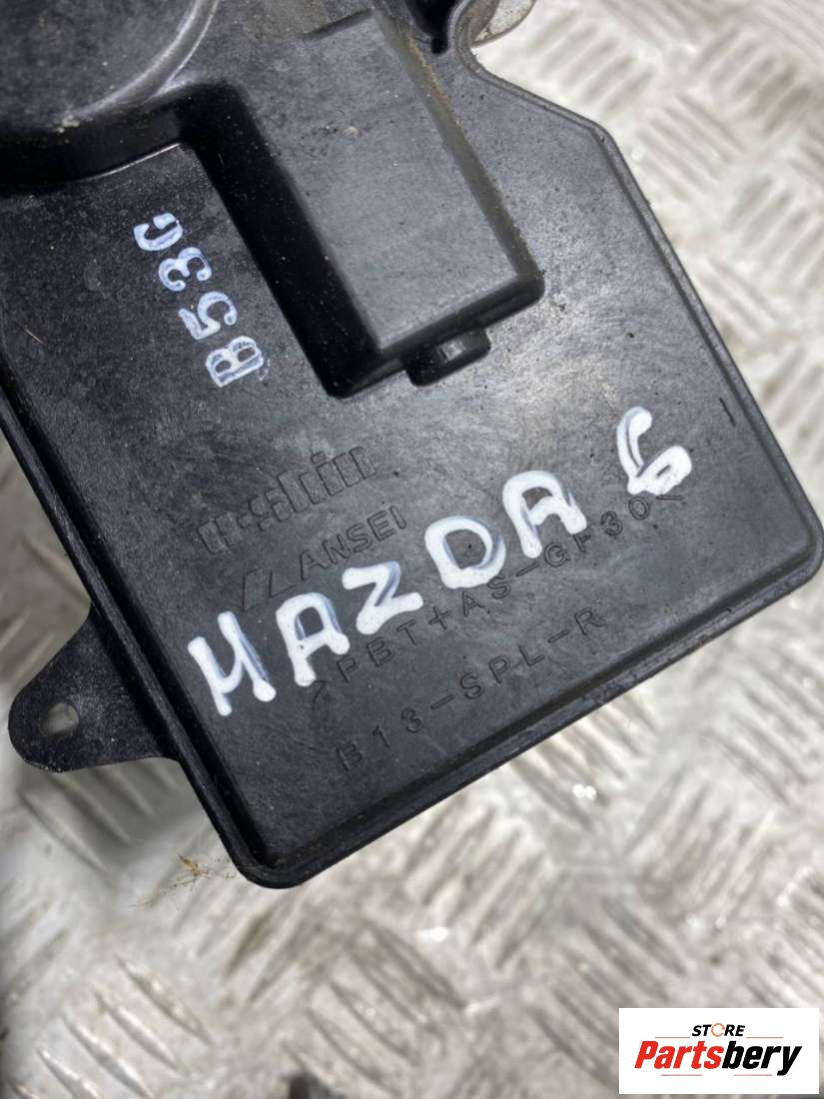 B53G
MAZDA 6
ANSEI
>PBT+AS-GF30<
B13-SPL-R
STORE
Partsbery